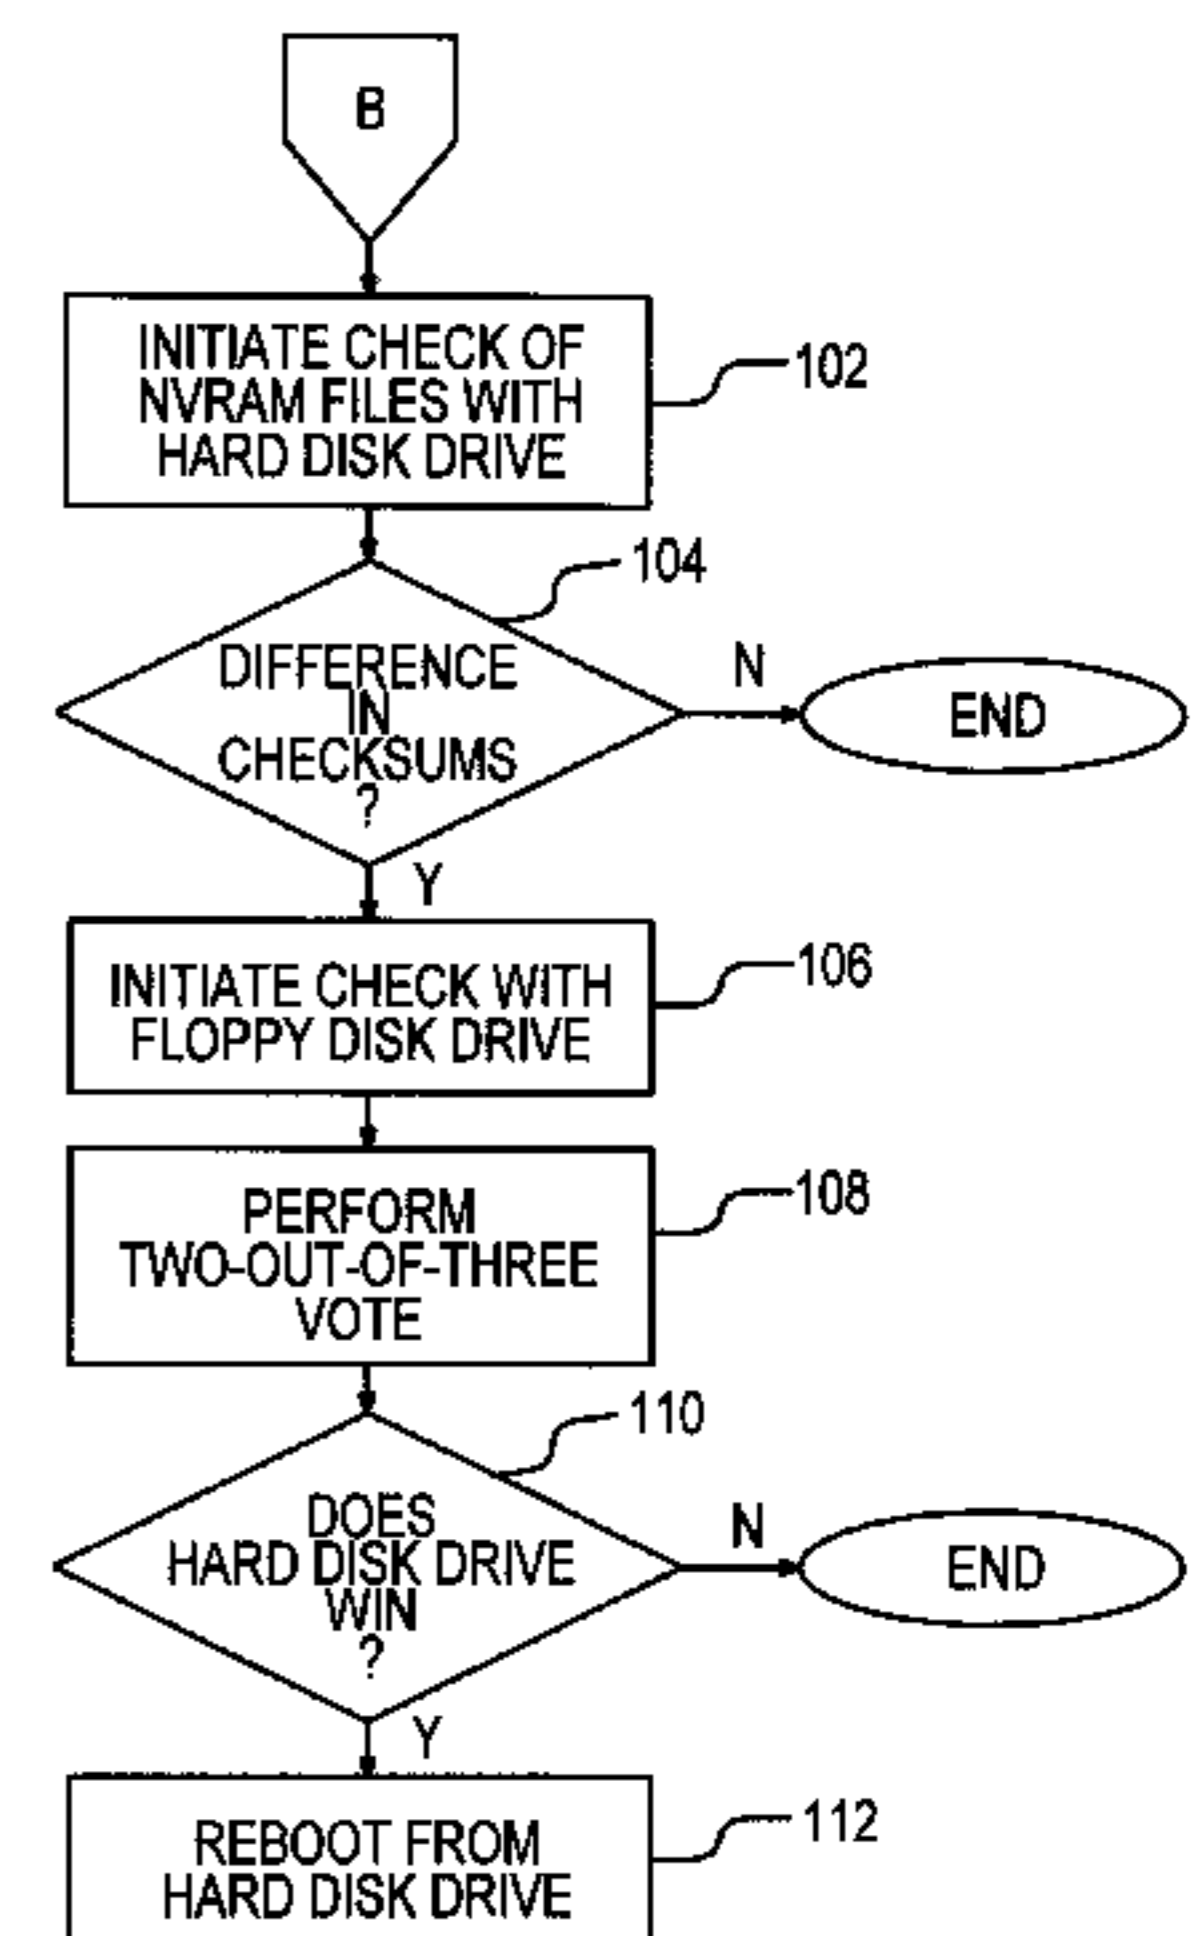 B
INITIATE CHECK OF
NVRAM FILES WITH
HARD DISK DRIVE
102
104
DIFFERENCE
IN
CHECKSUMS
?
N
END
Y
INITIATE CHECK WITH
FLOPPY DISK DRIVE
106
PERFORM
TWO-OUT-OF-THREE
VOTE
108
110
DOES
HARD DISK DRIVE
WIN
?
N
END
Y
REBOOT FROM
HARD DISK DRIVE
112